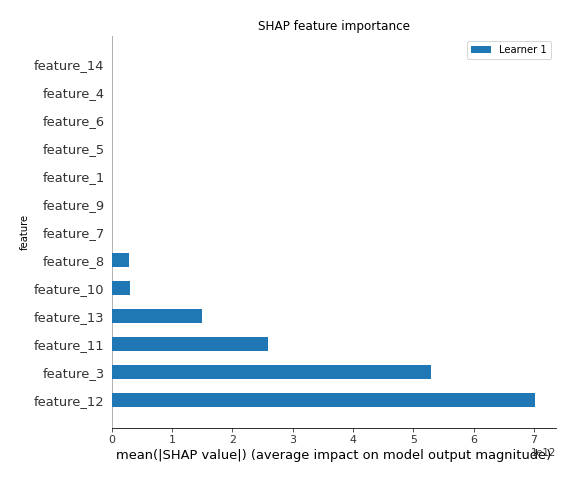 SHAP feature importance
Learner 1
feature_14
feature_4
feature_6
feature_5
feature_1
feature_9
feature_7
feature_8
feature_10
feature_13
feature_11
feature_3
feature_12
feature
0 1 2 3 4 5 6 7
1e12
mean(|SHAP value|) (average impact on model output magnitude)